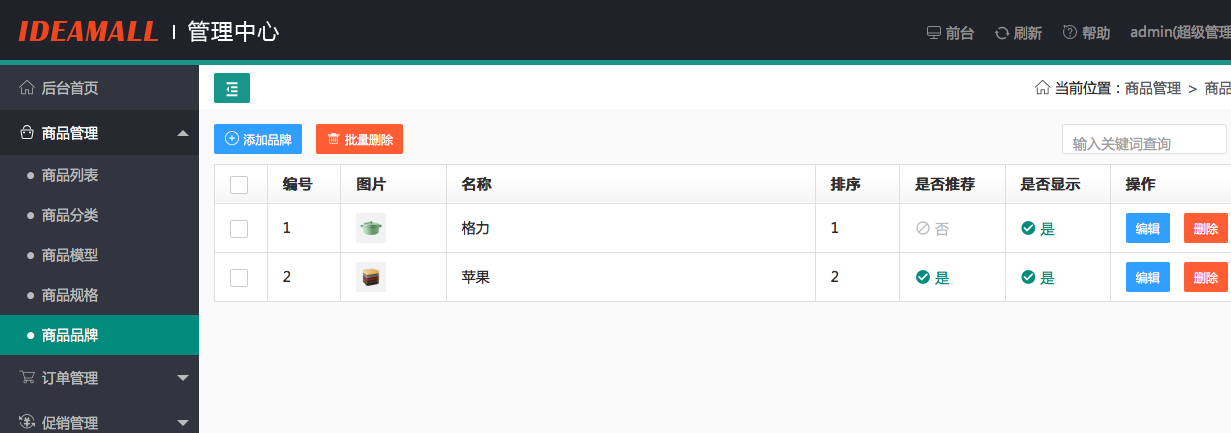 IDEAMALL | 管理中心
前台 刷新 帮助 admin(超级管理
后台首页
当前位置：商品管理 > 商品
商品管理
添加品牌 批量删除
输入关键词查询
商品列表
商品分类
商品模型
商品规格
商品品牌
订单管理
促销管理
编号 图片 名称 排序 是否推荐 是否显示 操作
1 格力 1 否 是 编辑 删除
2 苹果 2 是 是 编辑 删除